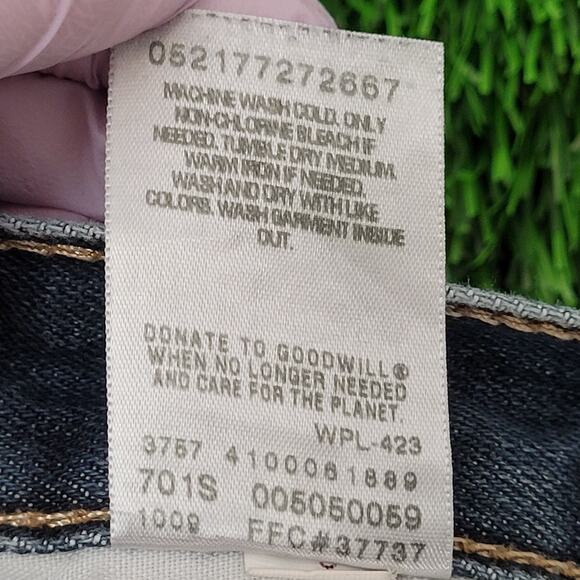 052177272667
MACHINE WASH COLD. ONLY
NON-CHLORINE BLEACH IF
NEEDED. TUMBLE DRY MEDIUM.
WARM IRON IF NEEDED.
WASH AND DRY WITH LIKE
COLORS. WASH GARMENT INSIDE
OUT.
DONATE TO GOODWILL®
WHEN NO LONGER NEEDED
AND CARE FOR THE PLANET.
WPL-423
3757 4100061889
701S 005050059
1009 FFC#37737